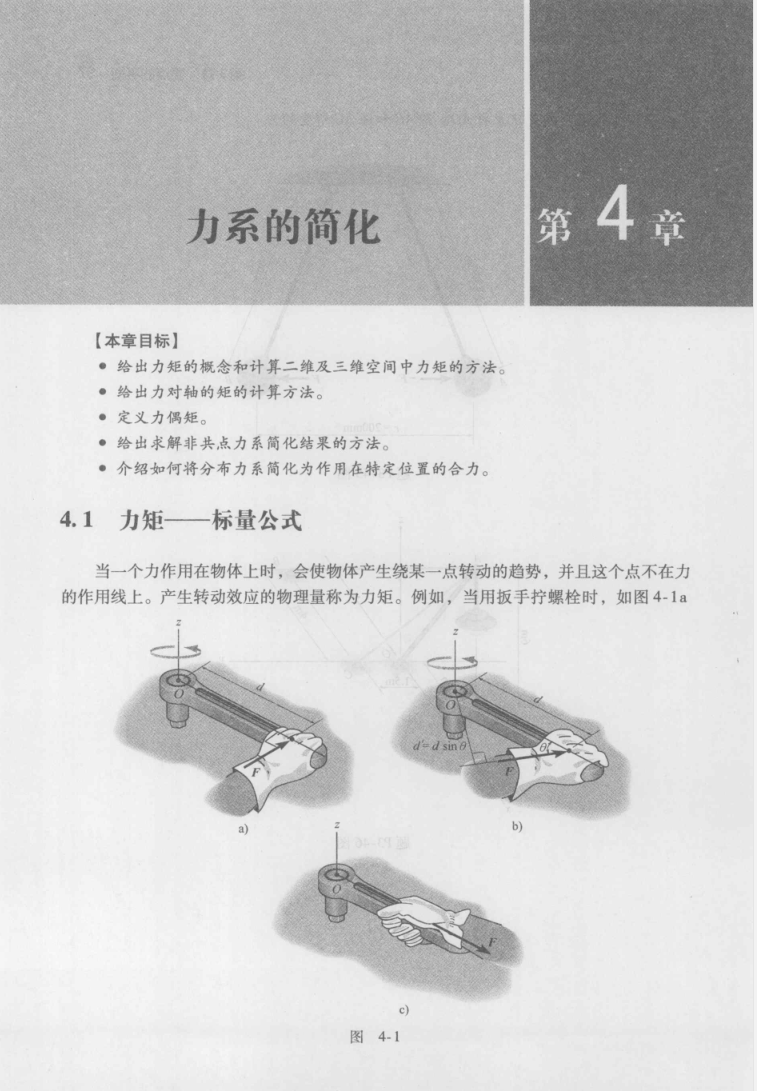 力系的简化
第4章
【本章目标】
● 给出力矩的概念和计算二维及三维空间中力矩的方法。
● 给出力对轴的矩的计算方法。
● 定义力偶矩。
● 给出求解非共点力系简化结果的方法。
● 介绍如何将分布力系简化为作用在特定位置的合力。
4.1 力矩——标量公式
当一个力作用在物体上时，会使物体产生绕某一点转动的趋势，并且这个点不在力
的作用线上。产生转动效应的物理量称为力矩。例如，当用扳手拧螺栓时，如图 4-1a
z
O
d
F
a)
z
O
d
d′=d sinθ
θ
F
b)
z
O
F
c)
图 4-1